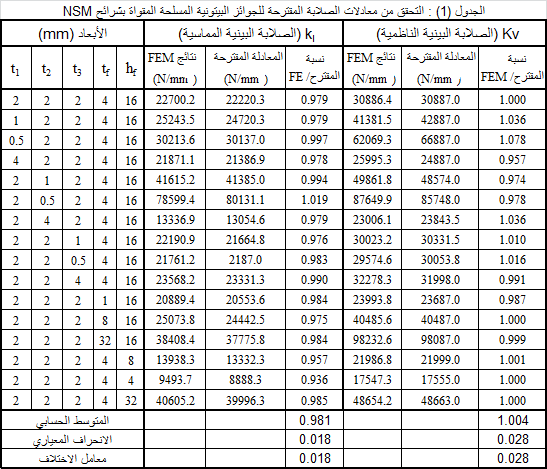 الجدول (1) : التحقق من معادلات الصلابة المقترحة للجوائز البيتونية المسلحة المقواة بشرائح NSM
الأبعاد (mm) kl (الصلابة البينية المماسية) Kv (الصلابة البينية الناظمية)
t1 t2 t3 tf hf نتائج FEM (N/mm) المعادلة المقترحة (N/mm) نسبة المقترح/ FE نتائج FEM (N/mm) المعادلة المقترحة (N/mm) نسبة المقترح/ FEM
2 2 2 4 16 22700.2 22220.3 0.979 30886.4 30887.0 1.000
1 2 2 4 16 25243.5 24720.3 0.979 41381.5 42887.0 1.036
0.5 2 2 4 16 30213.6 30137.0 0.997 62069.3 66887.0 1.078
4 2 2 4 16 21871.1 21386.9 0.978 25995.3 24887.0 0.957
2 1 2 4 16 41615.2 41385.0 0.994 49861.8 48574.0 0.974
2 0.5 2 4 16 78599.4 80131.1 1.019 87649.9 85748.0 0.978
2 4 2 4 16 13336.9 13054.6 0.979 23006.1 23843.5 1.036
2 2 1 4 16 22190.9 21664.8 0.976 30023.2 30331.5 1.010
2 2 0.5 4 16 21761.2 2187.0 0.983 29574.6 30053.8 1.016
2 2 4 4 16 23568.2 23331.3 0.990 32278.3 31998.0 0.991
2 2 2 1 16 20889.4 20553.6 0.984 23993.8 23687.0 0.987
2 2 2 8 16 25073.8 24442.5 0.975 40485.6 40487.0 1.000
2 2 2 32 16 38408.4 37775.8 0.984 98232.6 98087.0 0.999
2 2 2 4 8 13938.3 13332.3 0.957 21986.8 21999.0 1.001
2 2 2 4 4 9493.7 8888.3 0.936 17547.3 17555.0 1.000
2 2 2 4 32 40605.2 39996.3 0.985 48654.2 48663.0 1.000
المتوسط الحسابي 0.981 1.004
الانحراف المعياري 0.018 0.028
معامل الاختلاف 0.018 0.028